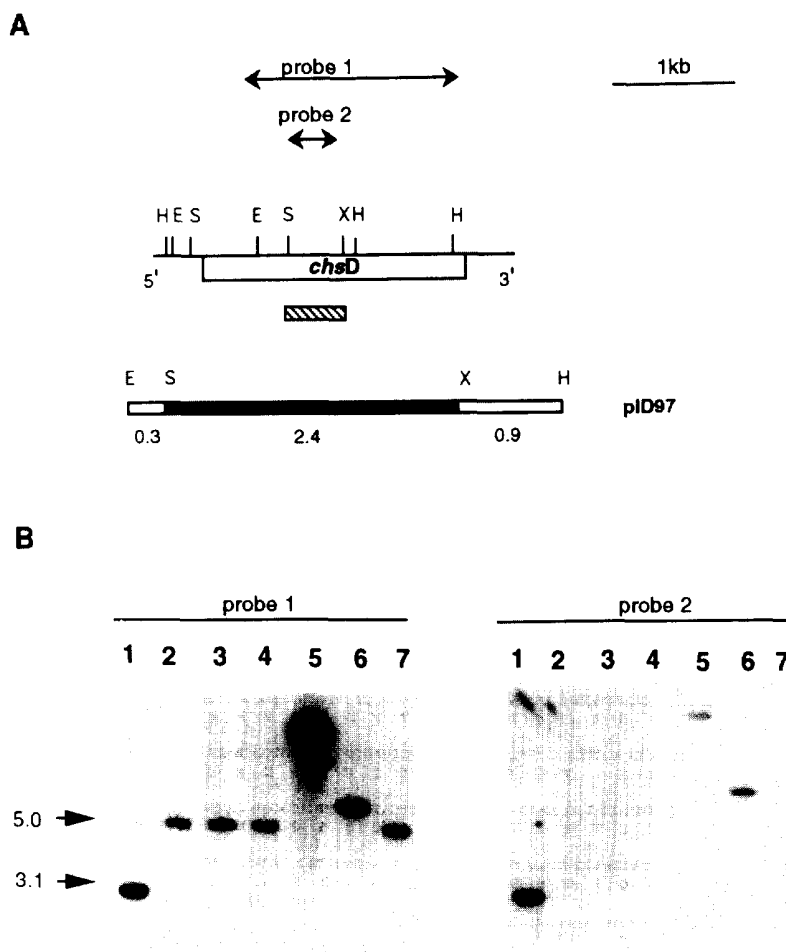 A
probe 1
1kb
probe 2
H E S E S X H H
chsD
5' 3'
E S X H
pID97
0.3 2.4 0.9
B
probe 1 probe 2
1 2 3 4 5 6 7 1 2 3 4 5 6 7
5.0
3.1